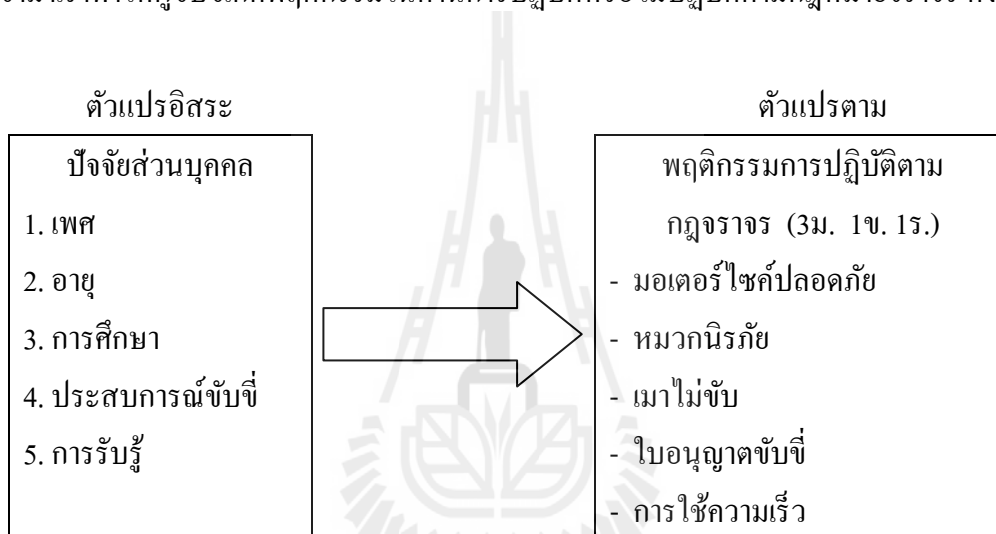 ตัวแปรอิสระ
ปัจจัยส่วนบุคคล
1. เพศ
2. อายุ
3. การศึกษา
4. ประสบการณ์ขับขี่
5. การรับรู้
ตัวแปรตาม
พฤติกรรมการปฏิบัติตาม
กฎจราจร (3ม. 1ข. 1ร.)
- มอเตอร์ไซค์ปลอดภัย
- หมวกนิรภัย
- เมาไม่ขับ
- ใบอนุญาตขับขี่
- การใช้ความเร็ว